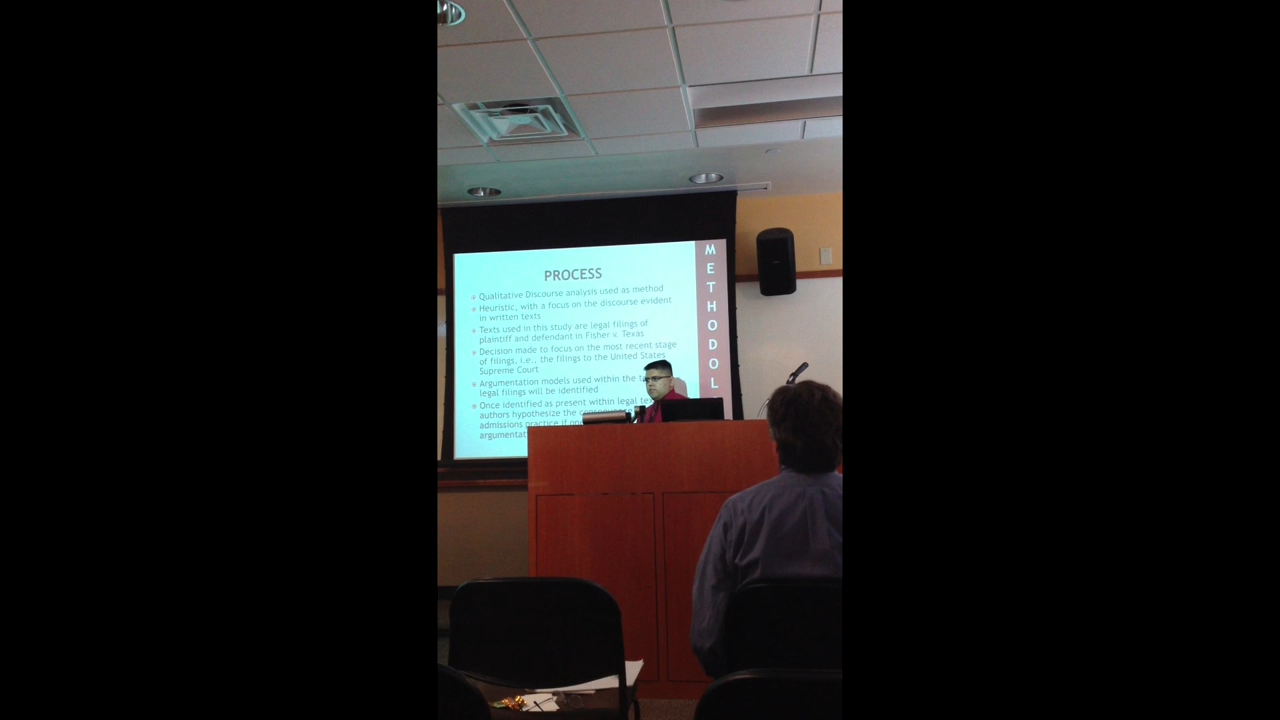 PROCESS
Qualitative Discourse analysis used as method
Heuristic, with a focus on the discourse evident
in written texts
Texts used in this study are legal filings of
plaintiff and defendant in Fisher v. Texas
Decision made to focus on the most recent stage
of filings, i.e., the filings to the United States
Supreme Court
Argumentation models used within the
legal filings will be identified
Once identified as present within legal
authors hypothesize the
admissions practice if
METHODOL